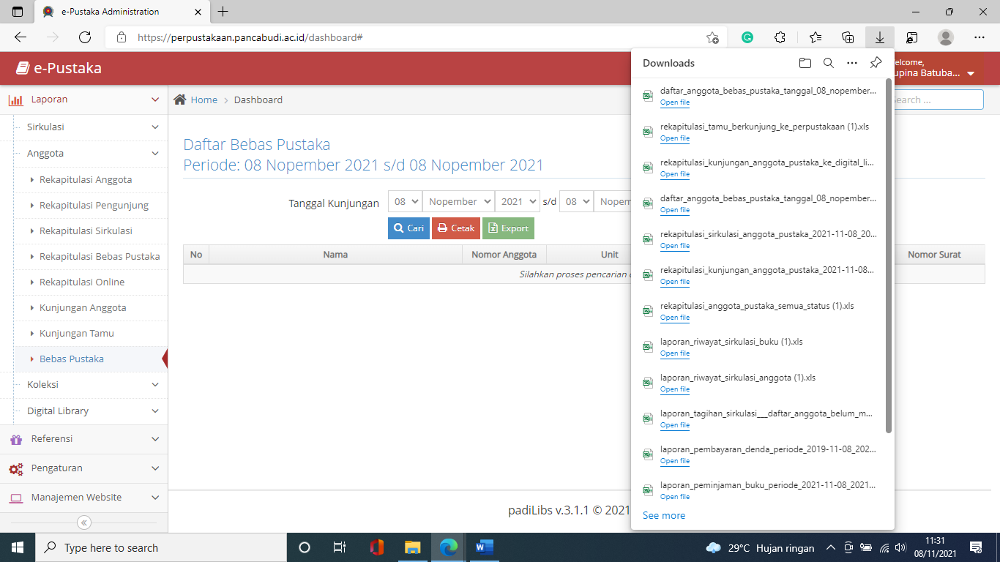 e-Pustaka Administration
https://perpustakaan.pancabudi.ac.id/dashboard#
e-Pustaka
elcome,
upina Batuba...
Laporan
Sirkulasi
Anggota
Rekapitulasi Anggota
Rekapitulasi Pengunjung
Rekapitulasi Sirkulasi
Rekapitulasi Bebas Pustaka
Rekapitulasi Online
Kunjungan Anggota
Kunjungan Tamu
Bebas Pustaka
Koleksi
Digital Library
Referensi
Pengaturan
Manajemen Website
Home > Dashboard
Search ...
Daftar Bebas Pustaka
Periode: 08 Nopember 2021 s/d 08 Nopember 2021
Tanggal Kunjungan 08 Nopember 2021 s/d 08 Nopem
Cari Cetak Export
No Nama Nomor Anggota Unit Nomor Surat
Silahkan proses pencarian
padiLibs v.3.1.1 © 2021
Downloads
daftar_anggota_bebas_pustaka_tanggal_08_nopember...
Open file
rekapitulasi_tamu_berkunjung_ke_perpustakaan (1).xls
Open file
rekapitulasi_kunjungan_anggota_pustaka_ke_digital_li...
Open file
daftar_anggota_bebas_pustaka_tanggal_08_nopember...
Open file
rekapitulasi_sirkulasi_anggota_pustaka_2021-11-08_20...
Open file
rekapitulasi_kunjungan_anggota_pustaka_2021-11-08...
Open file
rekapitulasi_anggota_pustaka_semua_status (1).xls
Open file
laporan_riwayat_sirkulasi_buku (1).xls
Open file
laporan_riwayat_sirkulasi_anggota (1).xls
Open file
laporan_tagihan_sirkulasi___daftar_anggota_belum_m...
Open file
laporan_pembayaran_denda_periode_2019-11-08_202...
Open file
laporan_peminjaman_buku_periode_2021-11-08_2021...
Open file
See more
Type here to search
29°C Hujan ringan
11:31
08/11/2021